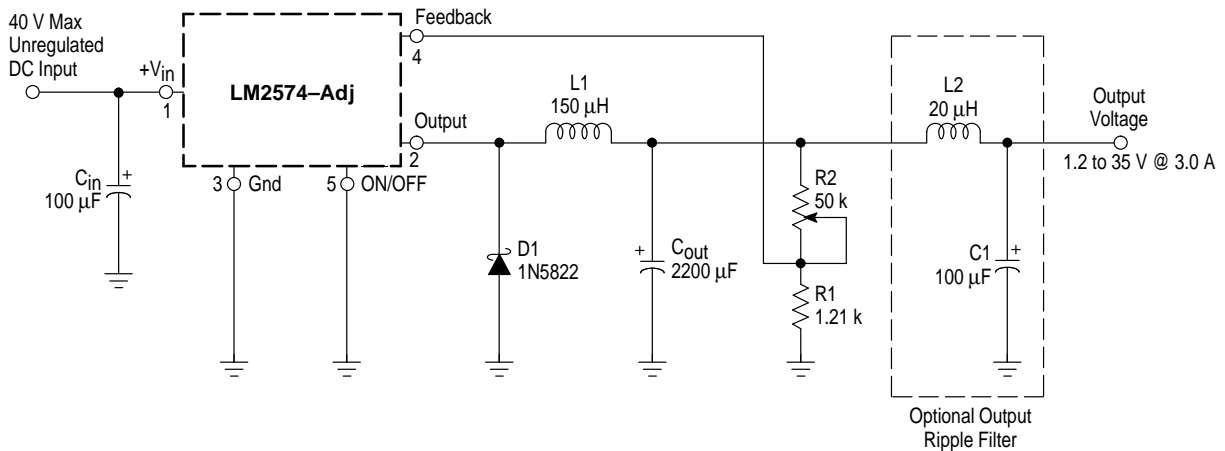 40 V Max
Unregulated
DC Input
+Vin
1
LM2574–Adj
Feedback
4
Output
2
3
Gnd
5
ON/OFF
Cin
100 µF
+
L1
150 µH
D1
1N5822
+
Cout
2200 µF
R2
50 k
R1
1.21 k
L2
20 µH
C1
100 µF
+
Output
Voltage
1.2 to 35 V @ 3.0 A
Optional Output
Ripple Filter